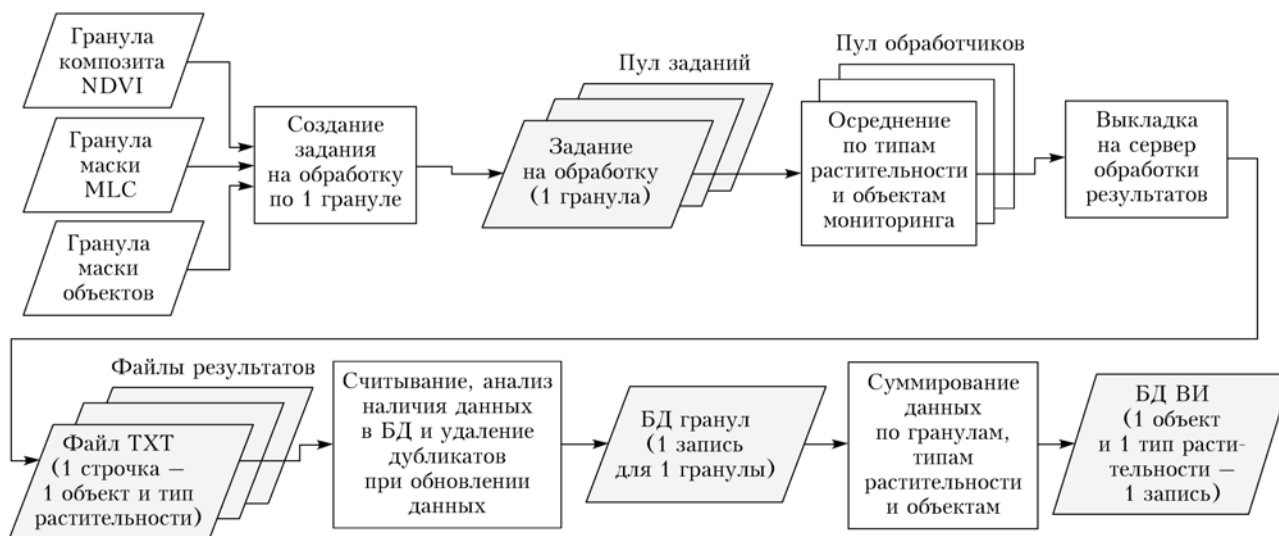 Гранула
композита
NDVI
Гранула
маски
MLC
Гранула
маски
объектов
Создание
задания
на обработку
по 1 грануле
Пул заданий
Задание
на обработку
(1 гранула)
Пул обработчиков
Осреднение
по типам
растительности
и объектам
мониторинга
Выкладка
на сервер
обработки
результатов
Файлы результатов
Файл TXT
(1 строчка –
1 объект и тип
растительности)
Считывание, анализ
наличия данных
в БД и удаление
дубликатов
при обновлении
данных
БД гранул
(1 запись
для 1 гранулы)
Суммирование
данных
по гранулам,
типам
растительности
и объектам
БД ВИ
(1 объект
и 1 тип расти-
тельности –
1 запись)